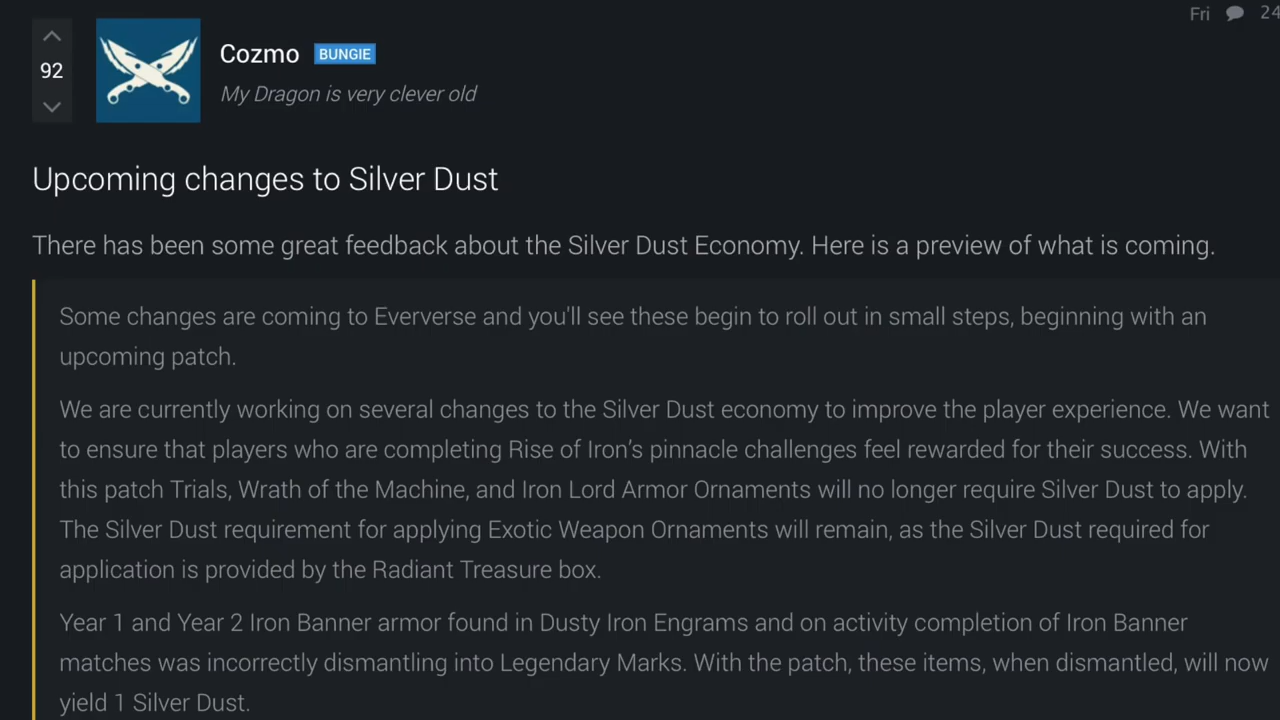 Fri 24
92
Cozmo BUNGIE
My Dragon is very clever old
Upcoming changes to Silver Dust
There has been some great feedback about the Silver Dust Economy. Here is a preview of what is coming.
Some changes are coming to Eververse and you'll see these begin to roll out in small steps, beginning with an
upcoming patch.
We are currently working on several changes to the Silver Dust economy to improve the player experience. We want
to ensure that players who are completing Rise of Iron’s pinnacle challenges feel rewarded for their success. With
this patch Trials, Wrath of the Machine, and Iron Lord Armor Ornaments will no longer require Silver Dust to apply.
The Silver Dust requirement for applying Exotic Weapon Ornaments will remain, as the Silver Dust required for
application is provided by the Radiant Treasure box.
Year 1 and Year 2 Iron Banner armor found in Dusty Iron Engrams and on activity completion of Iron Banner
matches was incorrectly dismantling into Legendary Marks. With the patch, these items, when dismantled, will now
yield 1 Silver Dust.